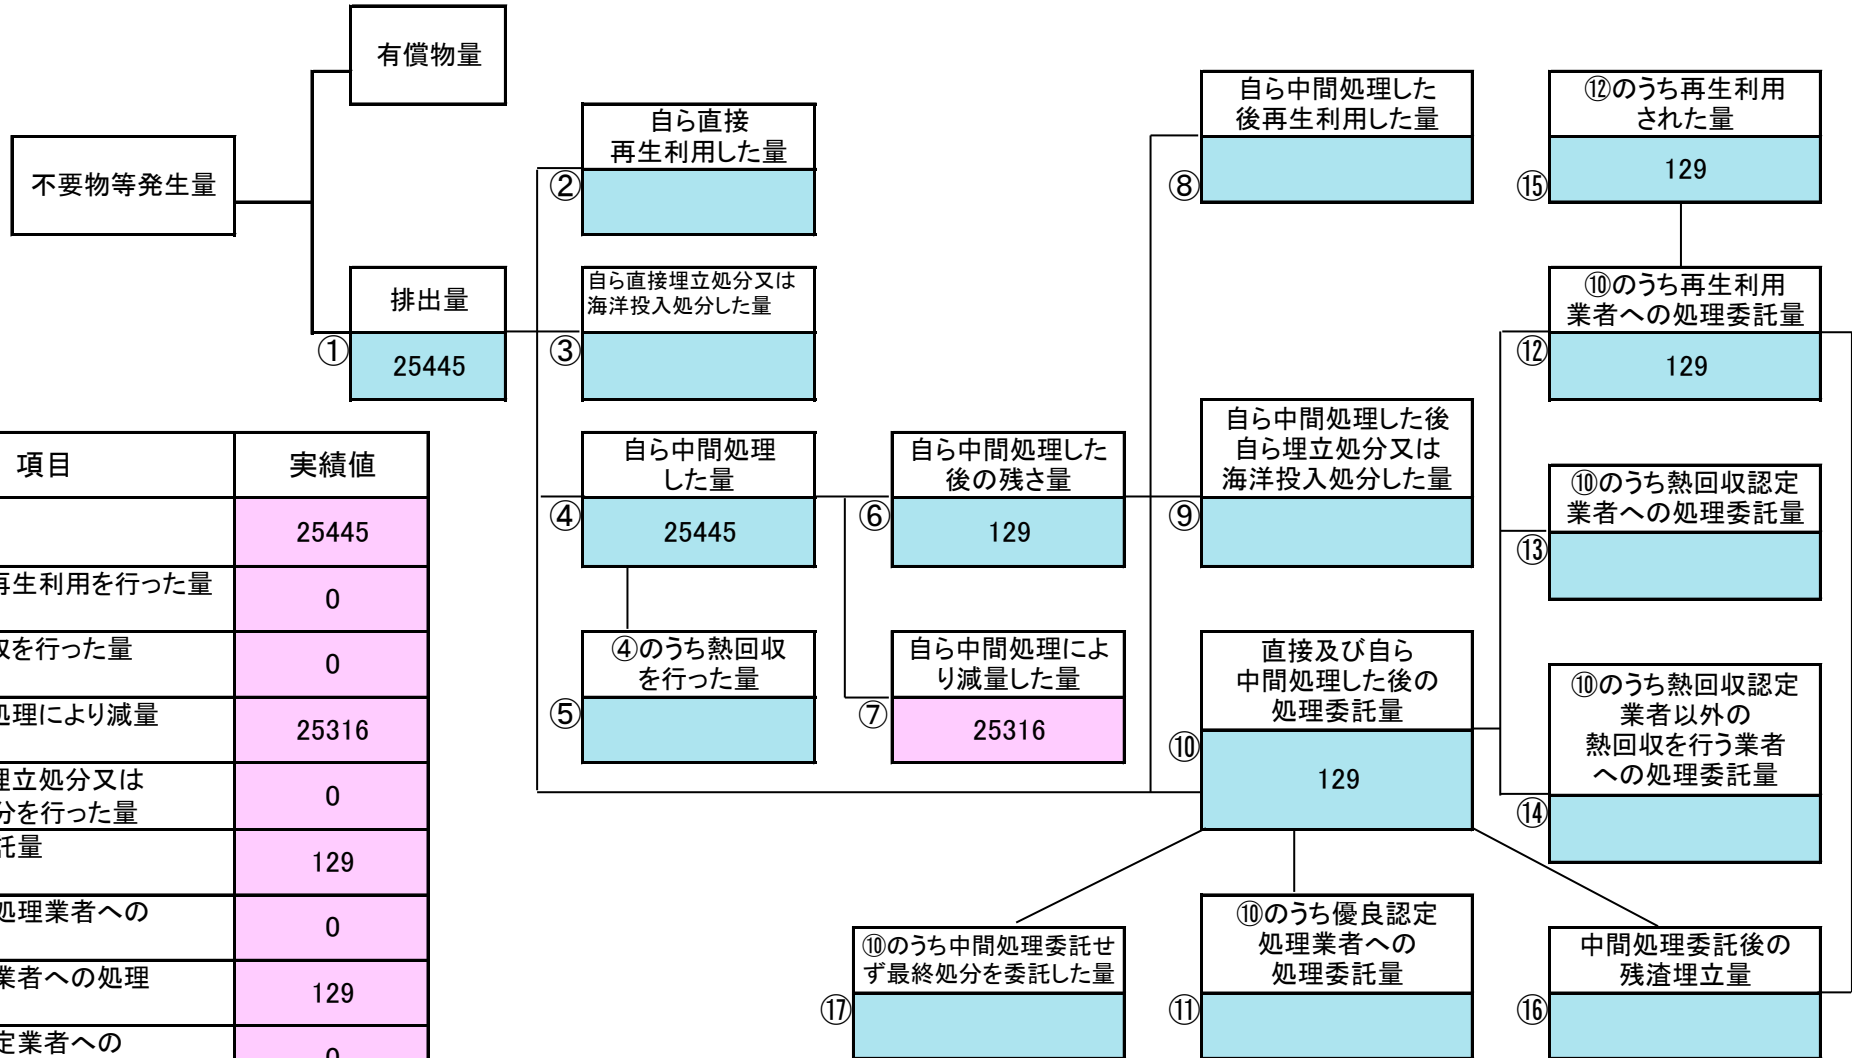 有償物量
不要物等発生量
排出量
①
25445
自ら直接
再生利用した量
②
自ら直接埋立処分又は
海洋投入処分した量
③
自ら中間処理
した量
④
25445
④のうち熱回収
を行った量
⑤
自ら中間処理した
後の残さ量
⑥
129
自ら中間処理によ
り減量した量
⑦
25316
自ら中間処理した
後再生利用した量
⑧
自ら中間処理した後
自ら埋立処分又は
海洋投入処分した量
⑨
直接及び自ら
中間処理した後の
処理委託量
⑩
129
⑫のうち再生利用
された量
⑮
129
⑩のうち再生利用
業者への処理委託量
⑫
129
⑩のうち熱回収認定
業者への処理委託量
⑬
⑩のうち熱回収認定
業者以外の
熱回収を行う業者
への処理委託量
⑭
⑩のうち中間処理委託せ
ず最終処分を委託した量
⑰
⑩のうち優良認定
処理業者への
処理委託量
⑪
中間処理委託後の
残渣埋立量
⑯
項目
実績値
25445
再生利用を行った量
0
を行った量
0
処理により減量
25316
埋立処分又は
分を行った量
0
託量
129
処理業者への
0
業者への処理
129
定業者への
0